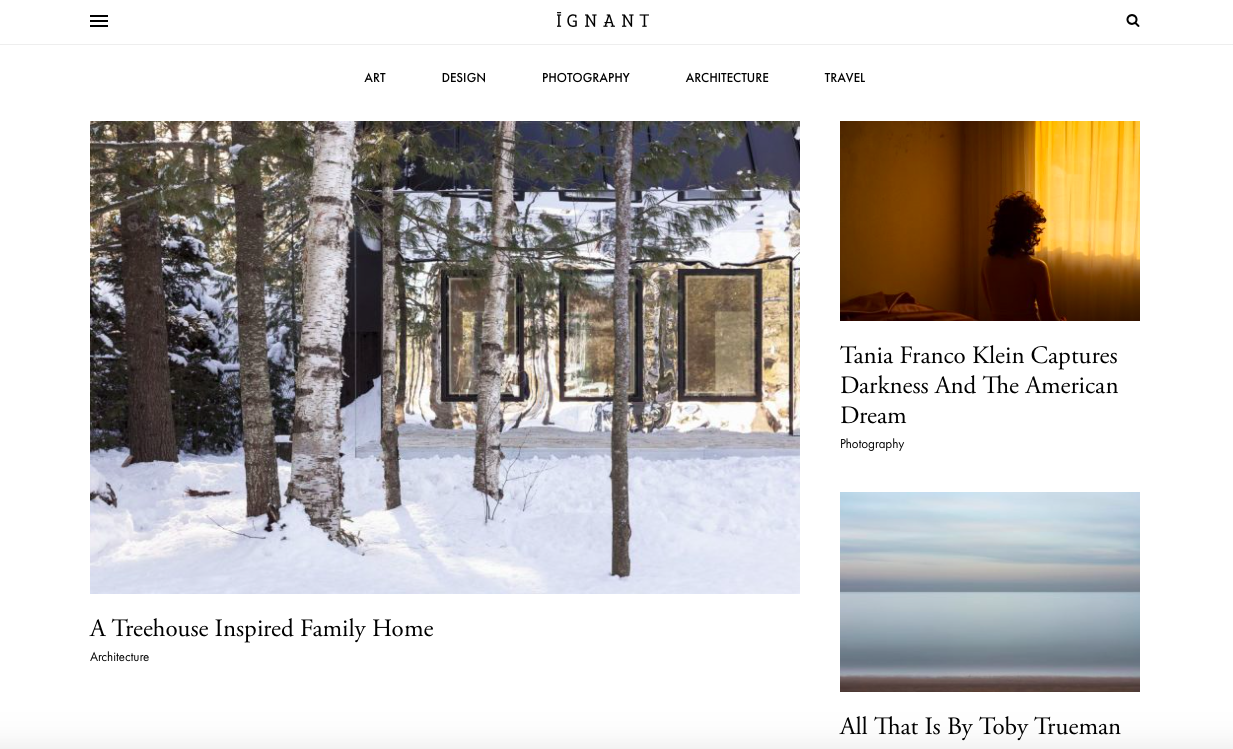 ĪGNANT
ART DESIGN PHOTOGRAPHY ARCHITECTURE TRAVEL
A Treehouse Inspired Family Home
Architecture
Tania Franco Klein Captures
Darkness And The American
Dream
Photography
All That Is By Toby Trueman